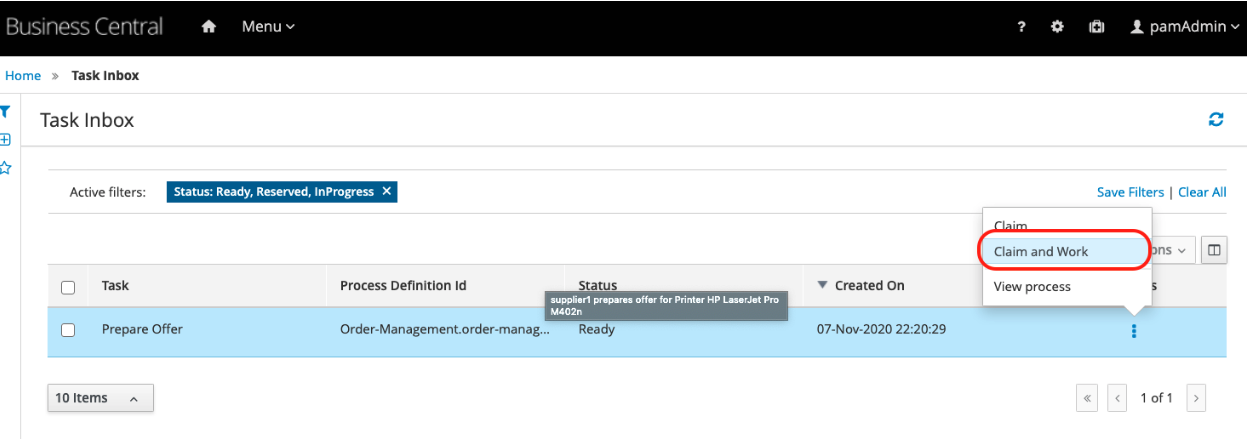 Business Central Menu ? pamAdmin
Home » Task Inbox
Task Inbox
Active filters: Status: Ready, Reserved, InProgress × Save Filters | Clear All
Claim
Claim and Work ons
View process
Task Process Definition Id Status Created On s
supplier1 prepares offer for Printer HP LaserJet Pro
M402n
Prepare Offer Order-Management.order-manag... Ready 07-Nov-2020 22:20:29
10 Items « < 1 of 1 >